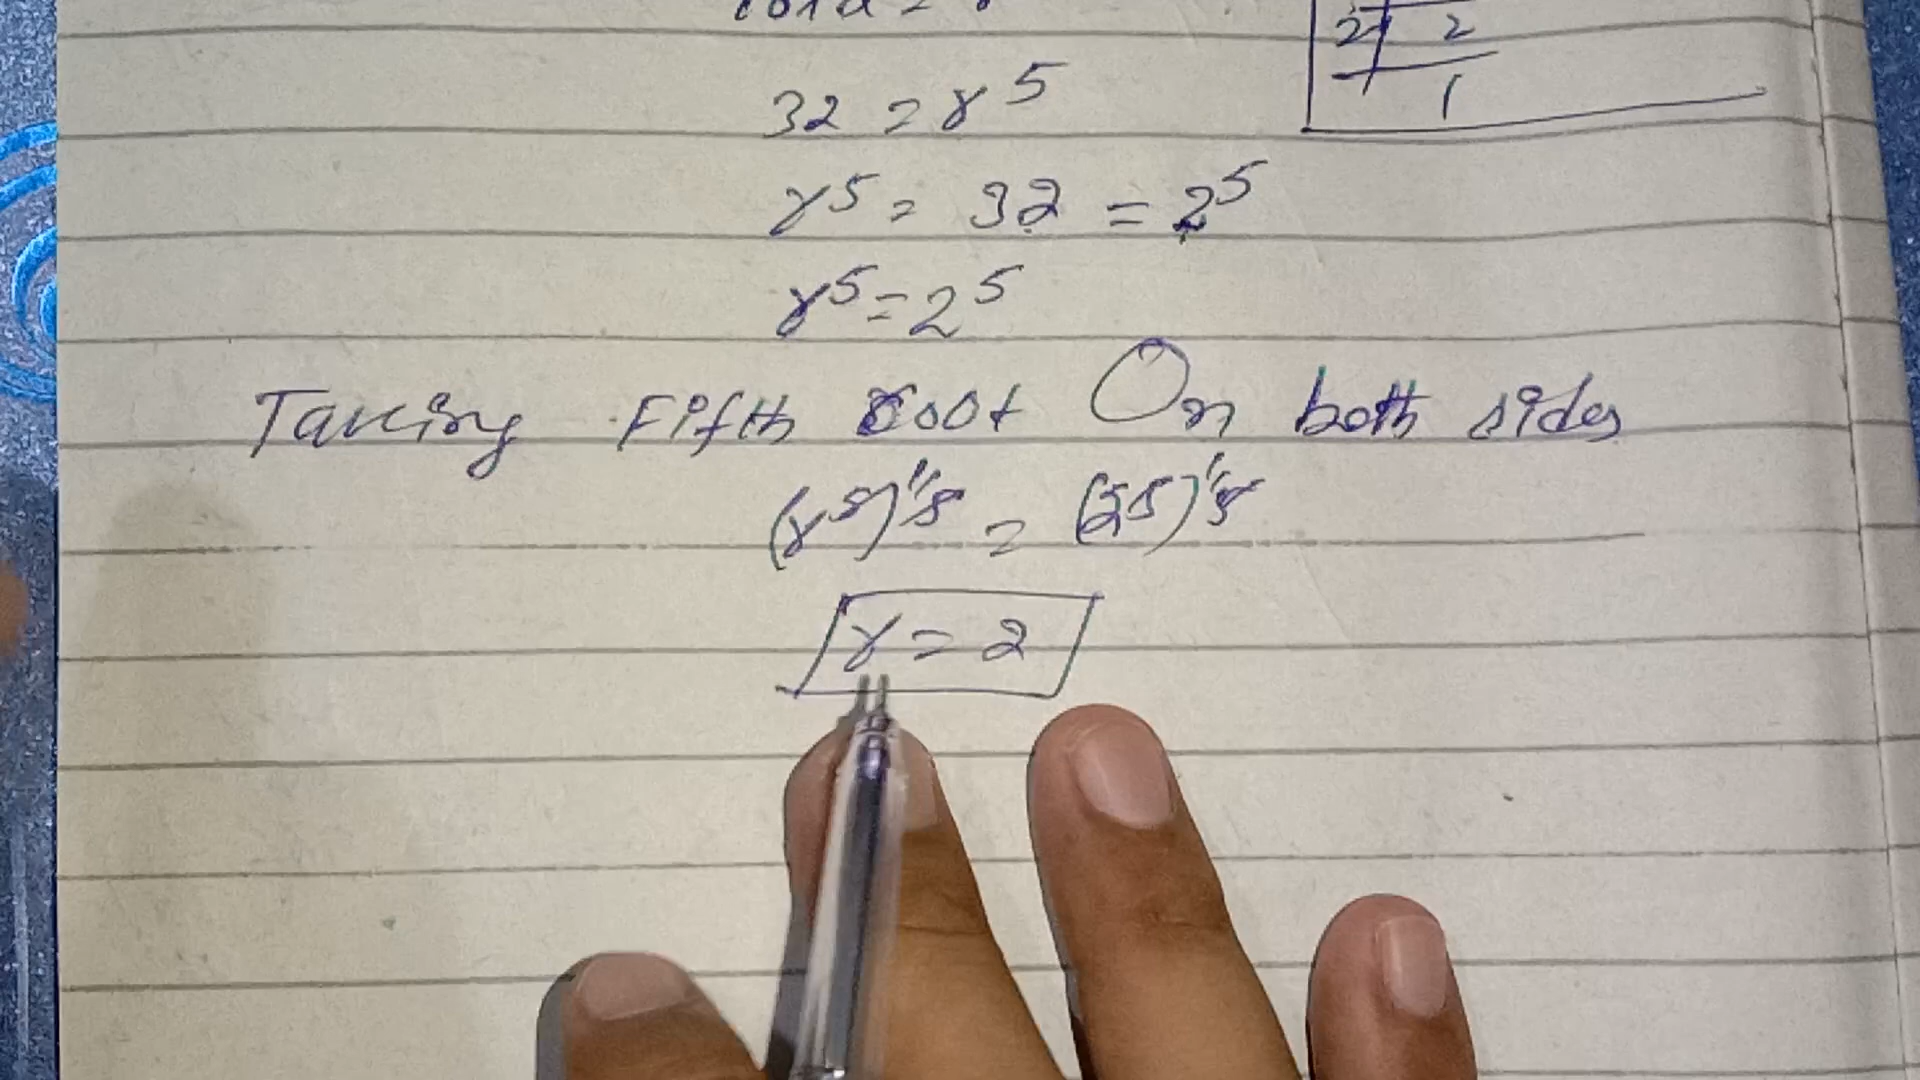 2 2
1
32 = r^5
r^5 = 32 = 2^5
r^5 = 2^5
Taking Fifth root On both sides
(r^5)^1/5 = (2^5)^1/5
r = 2